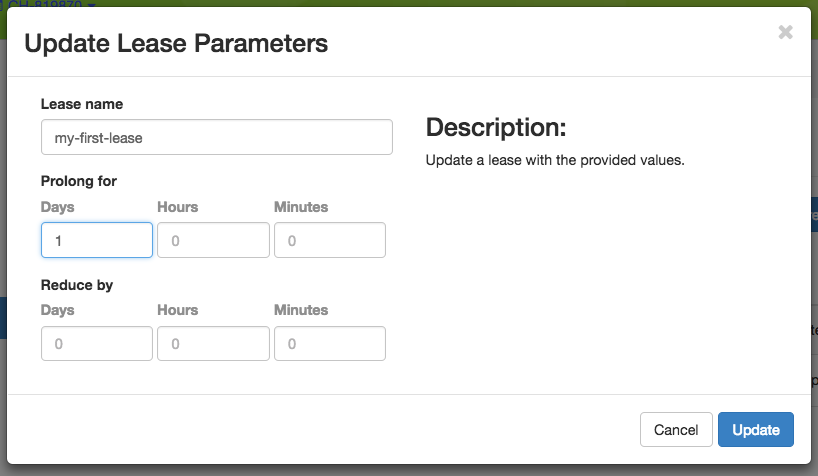 CH-819870
Update Lease Parameters
Lease name
my-first-lease
Prolong for
Days Hours Minutes
1 0 0
Reduce by
Days Hours Minutes
0 0 0
Description:
Update a lease with the provided values.
Cancel Update